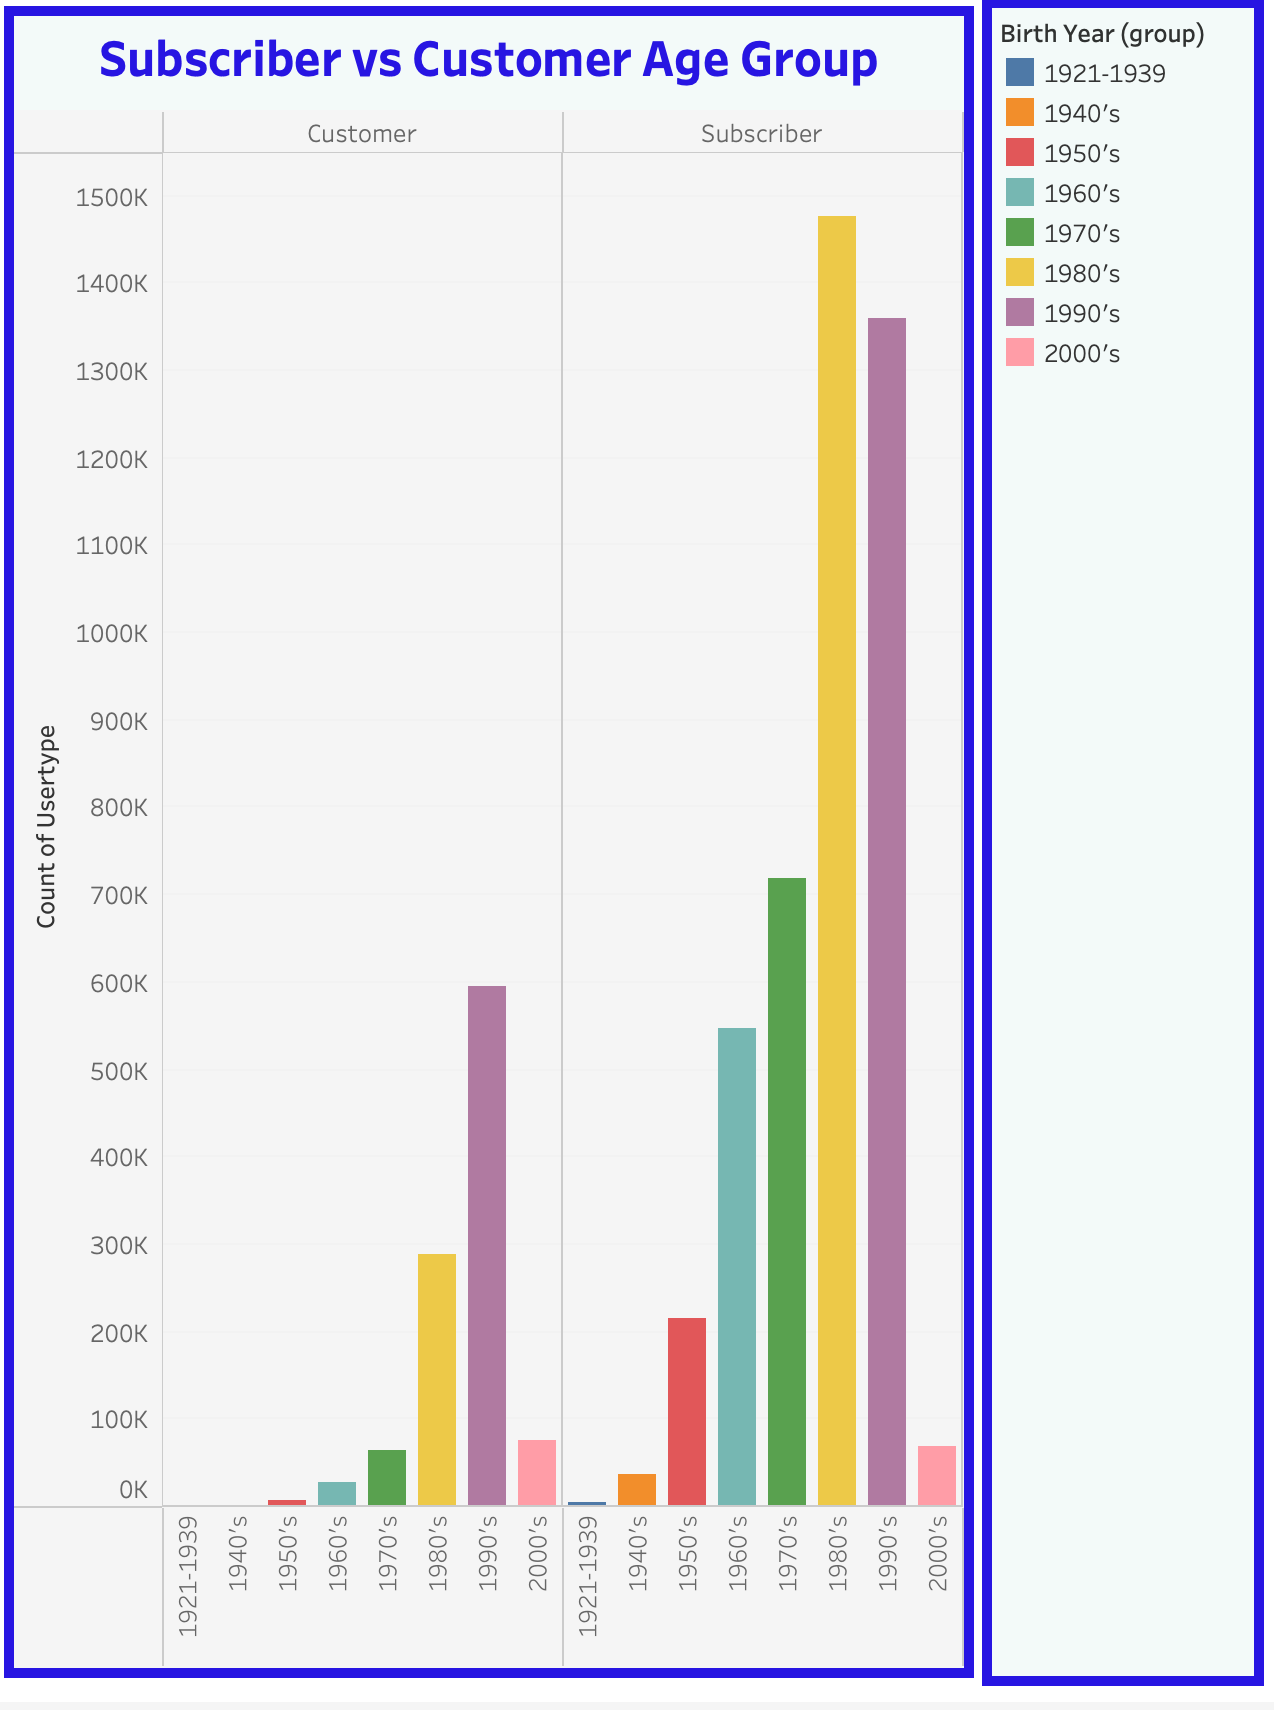 Subscriber vs Customer Age Group
Customer
Subscriber
1500K
1400K
1300K
1200K
1100K
1000K
900K
800K
700K
600K
500K
400K
300K
200K
100K
0K
Count of Usertype
1921-1939
1940's
1950's
1960's
1970's
1980's
1990's
2000's
1921-1939
1940's
1950's
1960's
1970's
1980's
1990's
2000's
Birth Year (group)
1921-1939
1940's
1950's
1960's
1970's
1980's
1990's
2000's